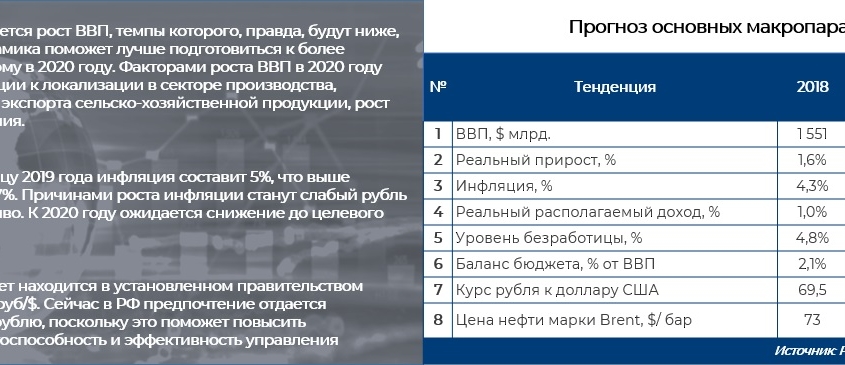 ется рост ВВП, темпы которого, правда, будут ниже,
амика поможет лучше подготовиться к более
ому в 2020 году. Факторами роста ВВП в 2020 году
ции к локализации в секторе производства,
экспорта сельско-хозяйственной продукции, рост
ния.
цу 2019 года инфляция составит 5%, что выше
7%. Причинами роста инфляции станут слабый рубль
иво. К 2020 году ожидается снижение до целевого
ет находится в установленном правительством
руб/$. Сейчас в РФ предпочтение отдается
рублю, поскольку это поможет повысить
тоспособность и эффективность управления
Прогноз основных макропара
№ Тенденция 2018
1 ВВП, $ млрд. 1 551
2 Реальный прирост, % 1,6%
3 Инфляция, % 4,3%
4 Реальный располагаемый доход, % 1,0%
5 Уровень безработицы, % 4,8%
6 Баланс бюджета, % от ВВП 2,1%
7 Курс рубля к доллару США 69,5
8 Цена нефти марки Brent, $/ бар 73
Источник: Р